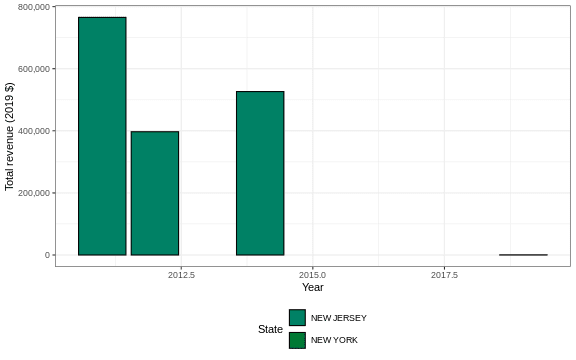 800,000
600,000
400,000
200,000
0
Total revenue (2019 $)
2012.5 2015.0 2017.5
Year
State
NEW JERSEY
NEW YORK